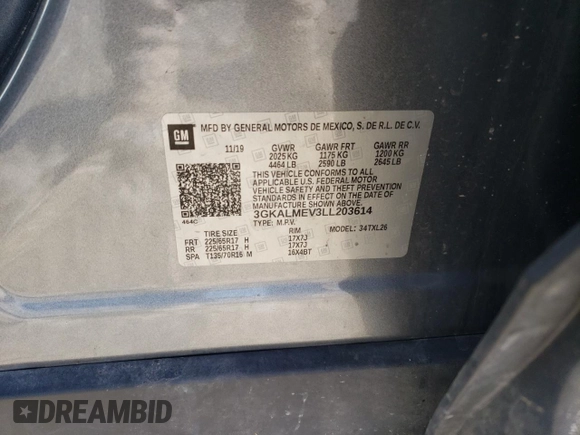 GM
MFD BY GENERAL MOTORS DE MEXICO, S. DE R.L. DE C.V.
11/19 GVWR GAWR FRT GAWR RR
2025 KG 1175 KG 1200 KG
4464 LB 2590 LB 2645 LB
THIS VEHICLE CONFORMS TO ALL
APPLICABLE U.S. FEDERAL MOTOR
VEHICLE SAFETY, BUMPER, AND THEFT
PREVENTION STANDARDS IN EFFECT ON
THE DATE OF MANUFACTURE SHOWN ABOVE.
3GKALMEV3LL203614
464C TYPE: M.P.V. MODEL: 34TXL26
TIRE SIZE RIM
FRT 225/65R17 H 17X7J
RR 225/65R17 H 17X7J
SPA T135/70R16 M 16X4BT
DREAMBID